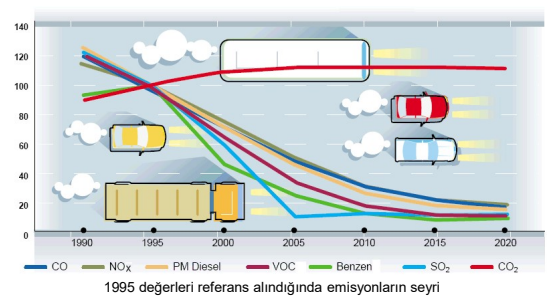 140
120
100
80
60
40
20
0
1990 1995 2000 2005 2010 2015 2020
CO NOx PM Diesel VOC Benzen SO2 CO2
1995 değerleri referans alındığında emisyonların seyri